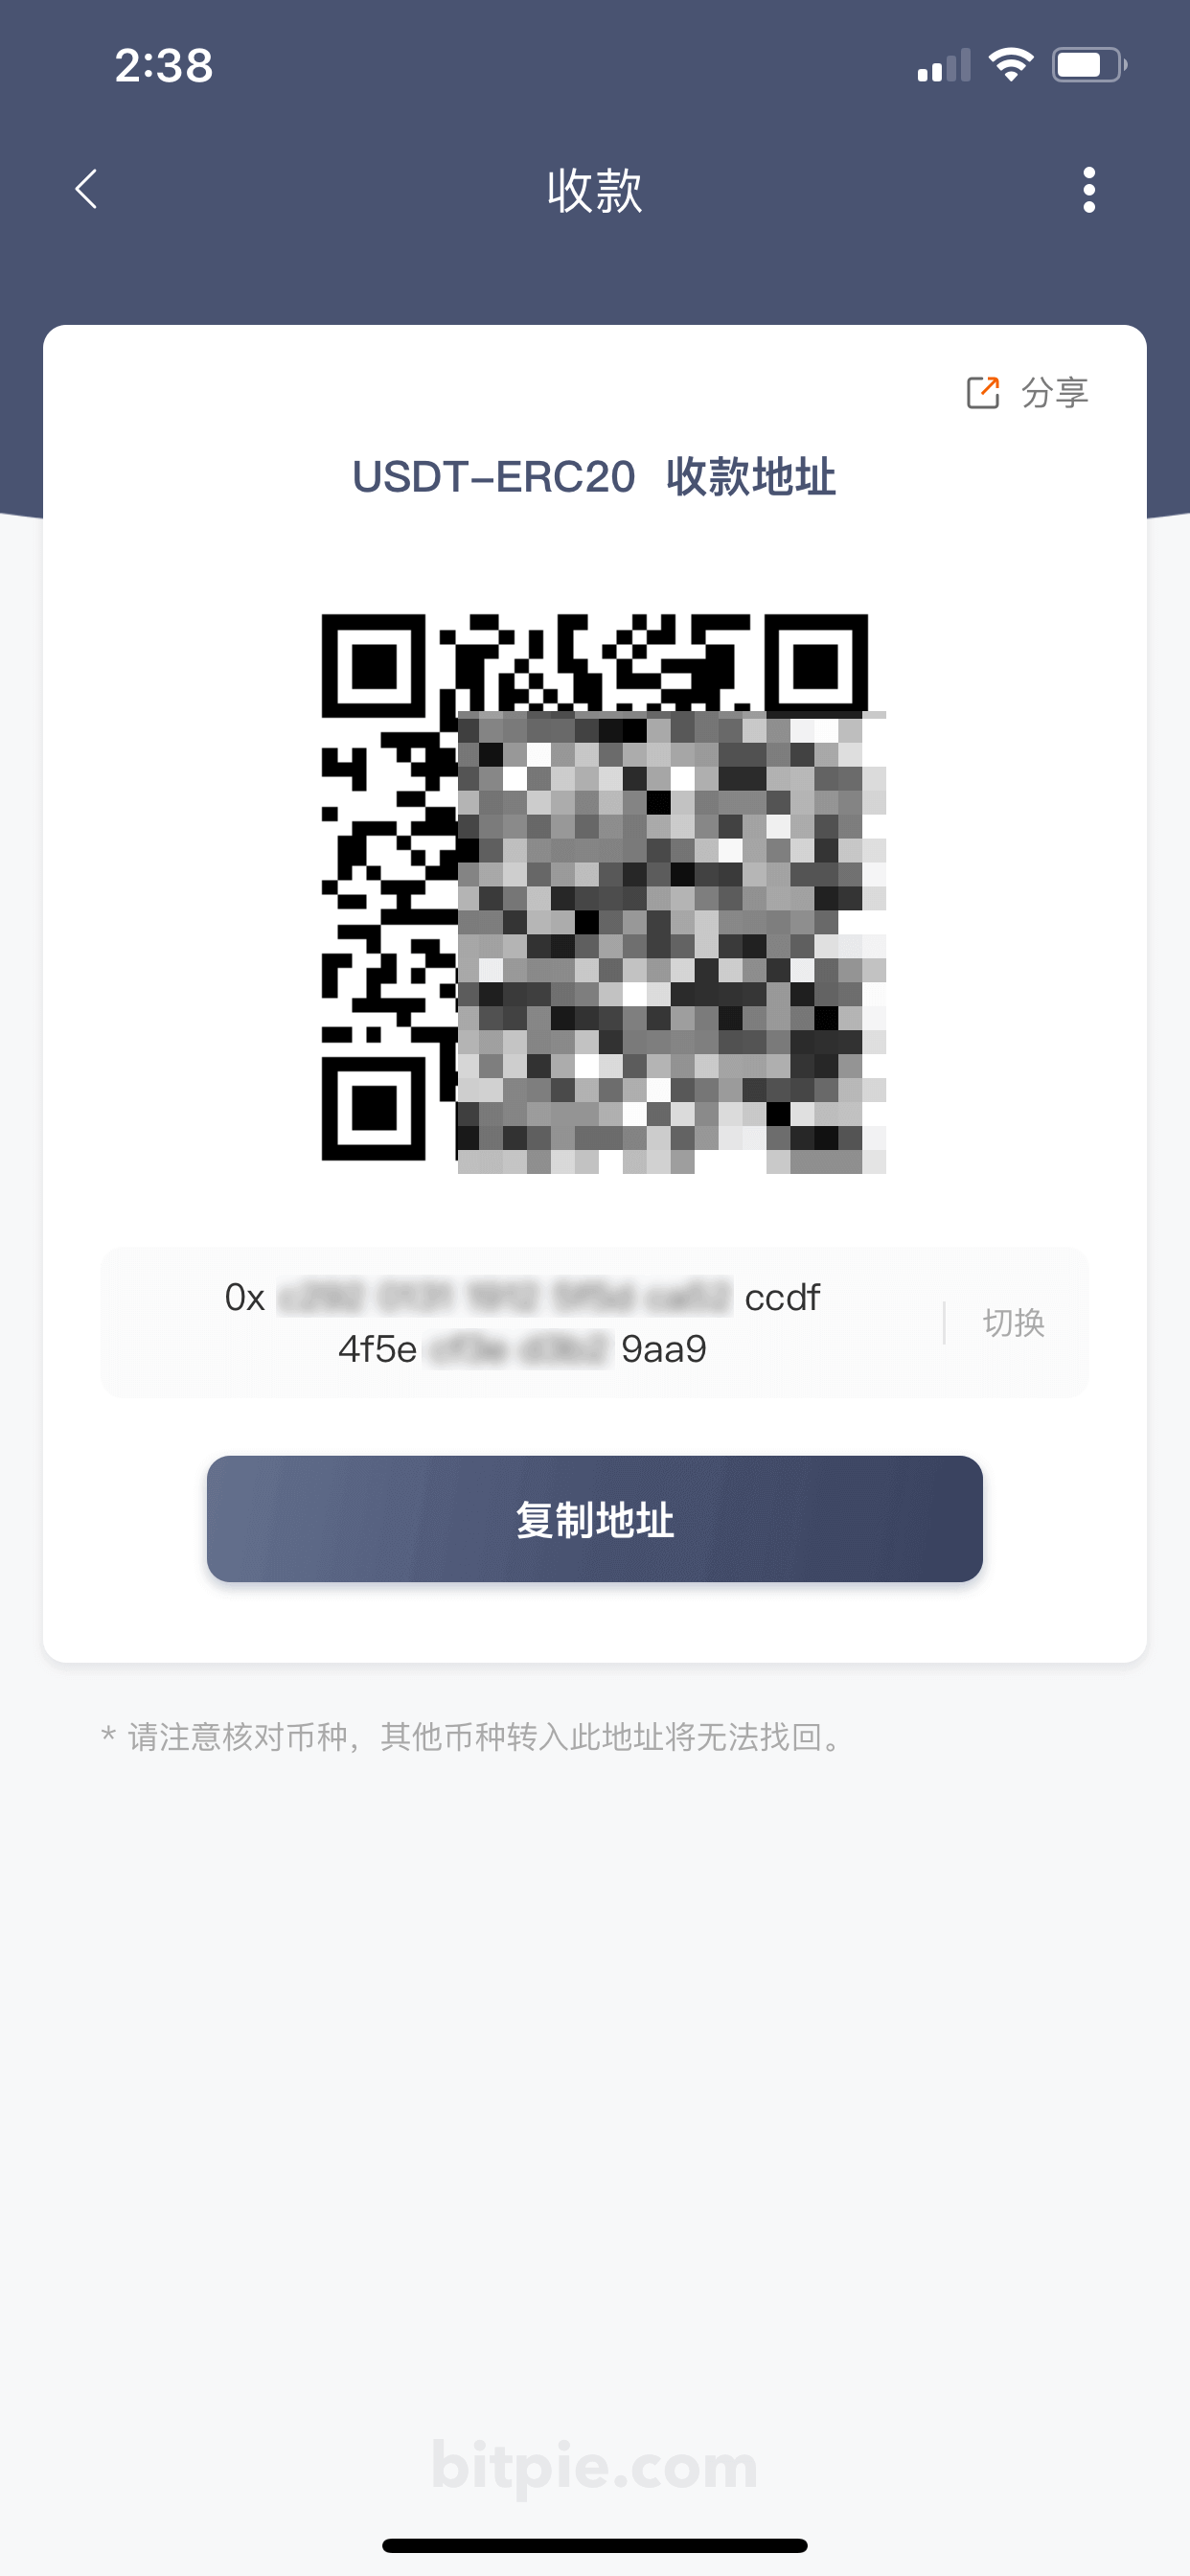 2:38
收款
分享
USDT-ERC20 收款地址
0x ccdf
4f5e 9aa9
切换
复制地址
* 请注意核对币种，其他币种转入此地址将无法找回。
bitpie.com